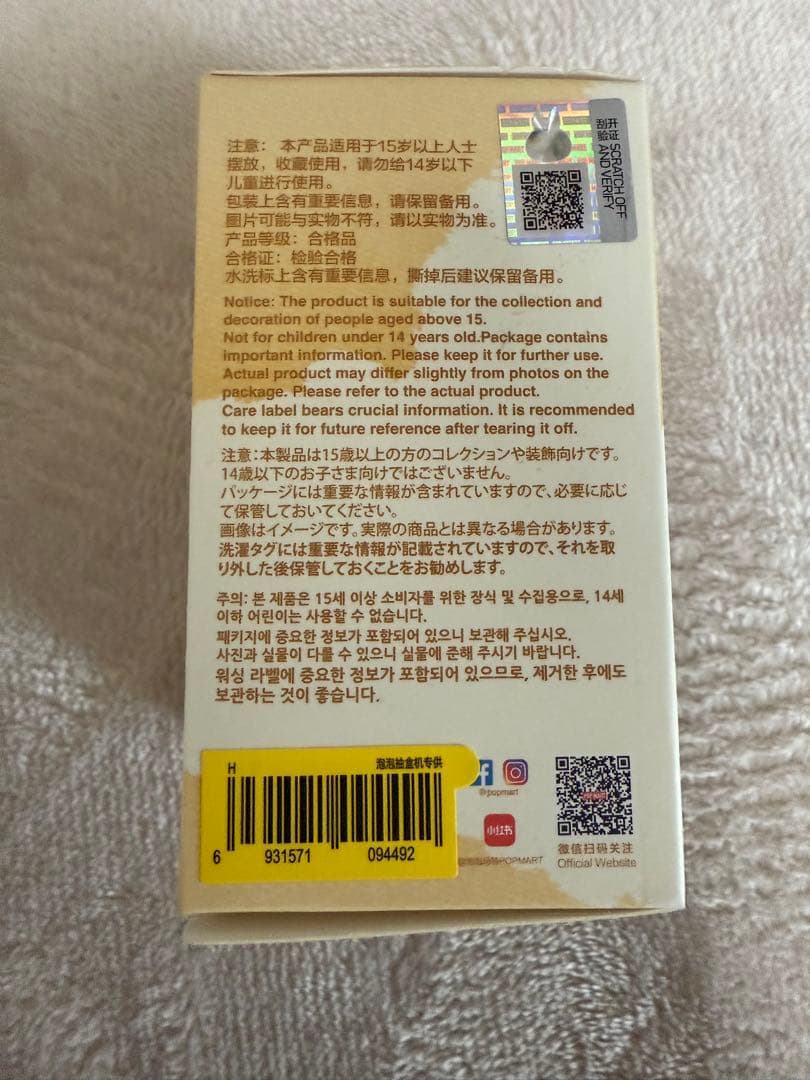 注意： 本产品适用于15岁以上人士
摆放，收藏使用，请勿给14岁以下
儿童进行使用。
包装上含有重要信息，请保留备用。
图片可能与实物不符，请以实物为准。
产品等级：合格品
合格证：检验合格
水洗标上含有重要信息，撕掉后建议保留备用。
刮开验证
SCRATCH OFF
AND VERIFY
Notice: The product is suitable for the collection and
decoration of people aged above 15.
Not for children under 14 years old.Package contains
important information. Please keep it for further use.
Actual product may differ slightly from photos on the
package. Please refer to the actual product.
Care label bears crucial information. It is recommended
to keep it for future reference after tearing it off.
注意：本製品は15歳以上の方のコレクションや装飾向けです。
14歳以下のお子さま向けではございません。
パッケージには重要な情報が含まれていますので、必要に応じ
て保管しておいてください。
画像はイメージです。実際の商品とは異なる場合があります。
洗濯タグには重要な情報が記載されていますので、それを取
り外した後保管しておくことをお勧めします。
주의: 본 제품은 15세 이상 소비자를 위한 장식 및 수집용으로, 14세
이하 어린이는 사용할 수 없습니다.
패키지에 중요한 정보가 포함되어 있으니 보관해 주십시오.
사진과 실물이 다를 수 있으니 실물에 준해 주시기 바랍니다.
워싱 라벨에 중요한 정보가 포함되어 있으므로, 제거한 후에도
보관하는 것이 좋습니다.
H
泡泡抽盒机专供
6 931571 094492
@popmart
小红书
POPMART
POP MART
微信扫码关注
Official Website